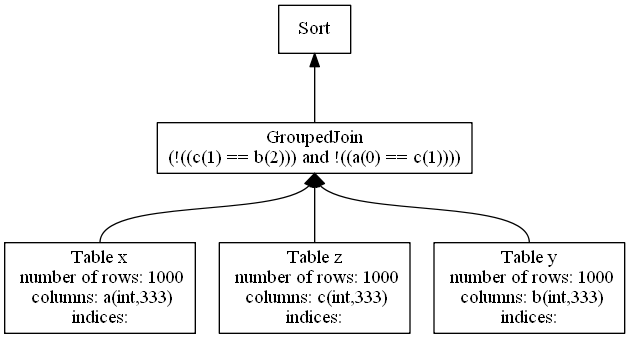 Sort
GroupedJoin
(!((c(1) == b(2))) and !((a(0) == c(1))))
Table x
number of rows: 1000
columns: a(int,333)
indices:
Table z
number of rows: 1000
columns: c(int,333)
indices:
Table y
number of rows: 1000
columns: b(int,333)
indices: